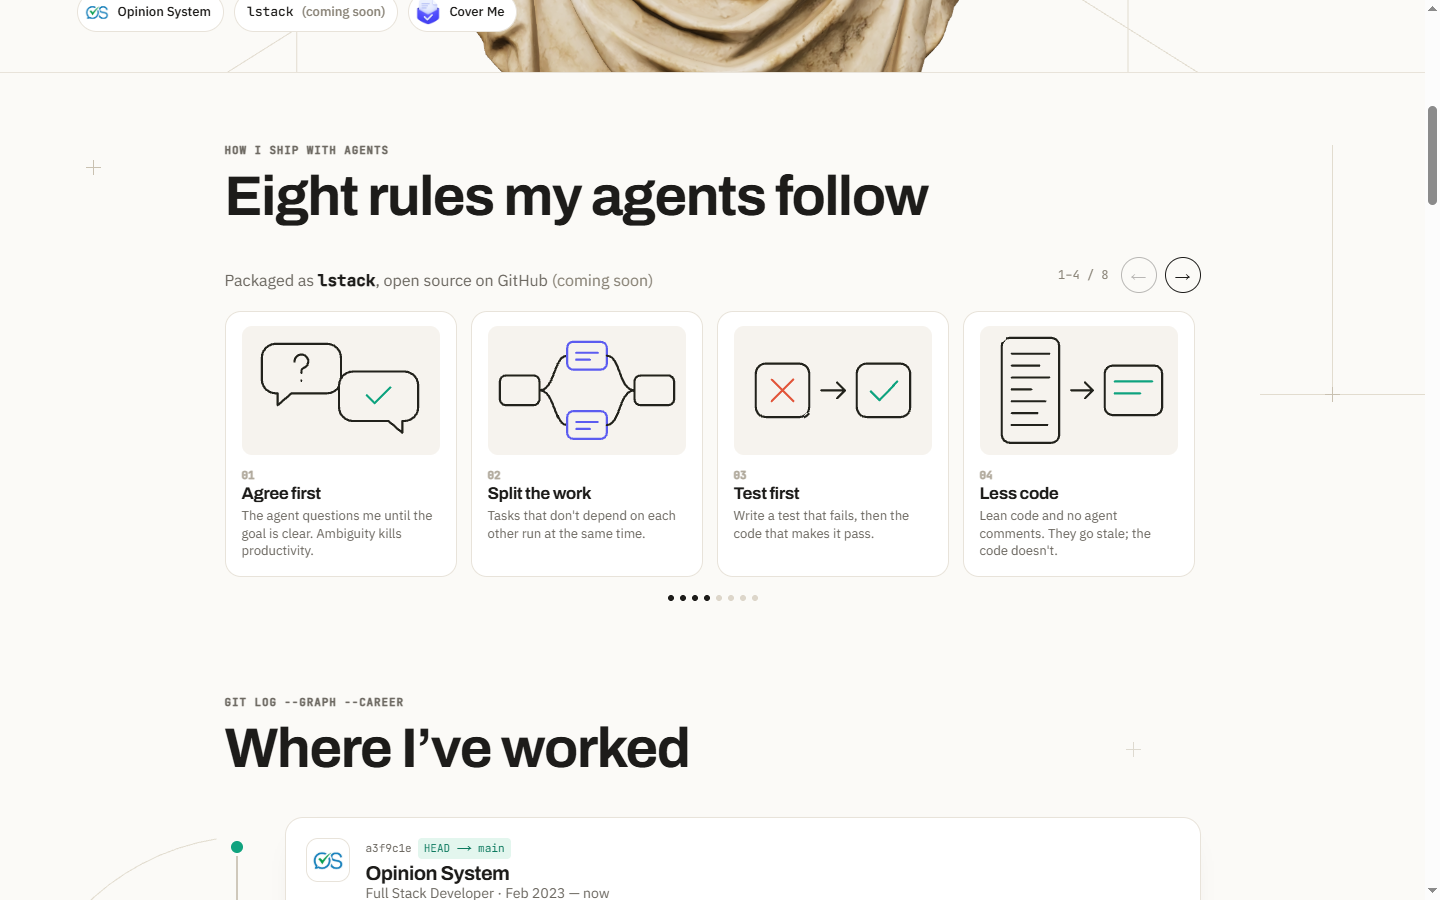 Opinion System
lstack (coming soon)
Cover Me
HOW I SHIP WITH AGENTS
Eight rules my agents follow
Packaged as lstack, open source on GitHub (coming soon)
1–4 / 8
← →
?
01
Agree first
The agent questions me until the
goal is clear. Ambiguity kills
productivity.
02
Split the work
Tasks that don't depend on each
other run at the same time.
03
Test first
Write a test that fails, then the
code that makes it pass.
04
Less code
Lean code and no agent
comments. They go stale; the
code doesn't.
GIT LOG --GRAPH --CAREER
Where I’ve worked
OS
a3f9c1e HEAD → main
Opinion System
Full Stack Developer · Feb 2023 — now